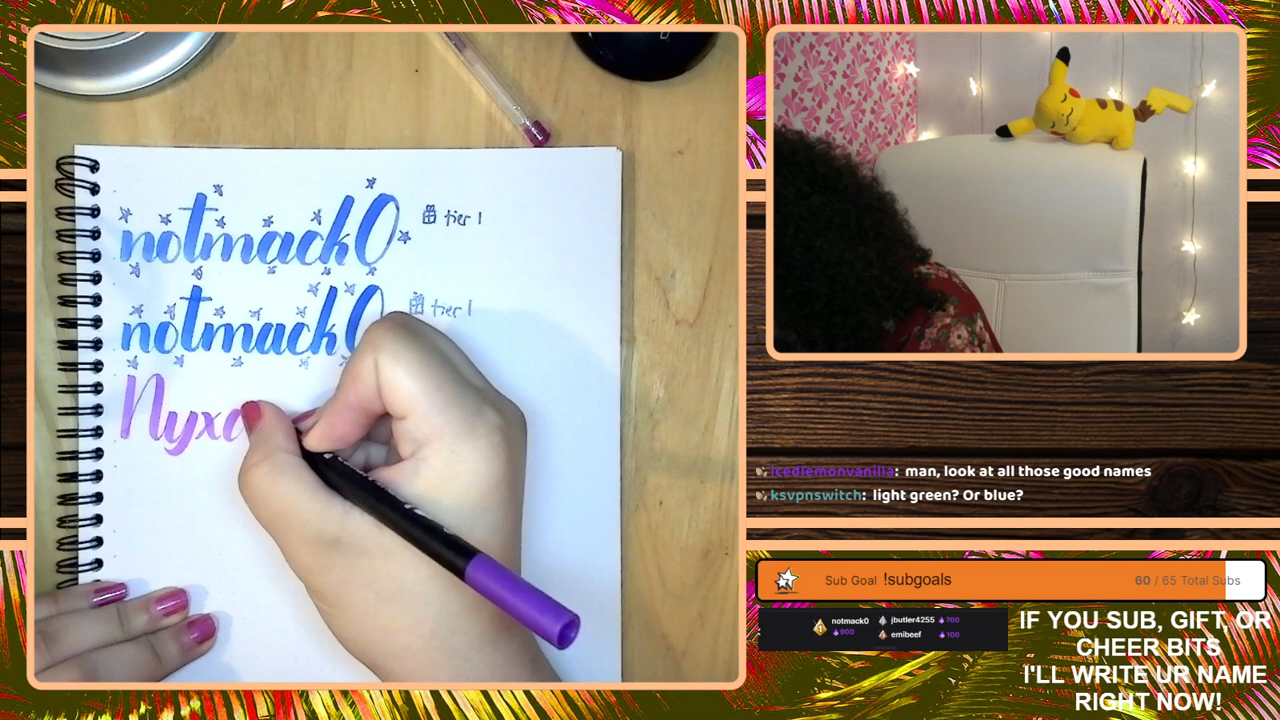 notmack0 tier 1
notmack0 tier 1
icedlemonvanilla: man, look at all those good names
ksvpnswitch: light green? Or blue?
Sub Goal !subgoals 60 / 65 Total Subs
1 notmack0 900
jbutler4255 700
emibeef 100
IF YOU SUB, GIFT, OR
CHEER BITS
I'LL WRITE UR NAME
RIGHT NOW!